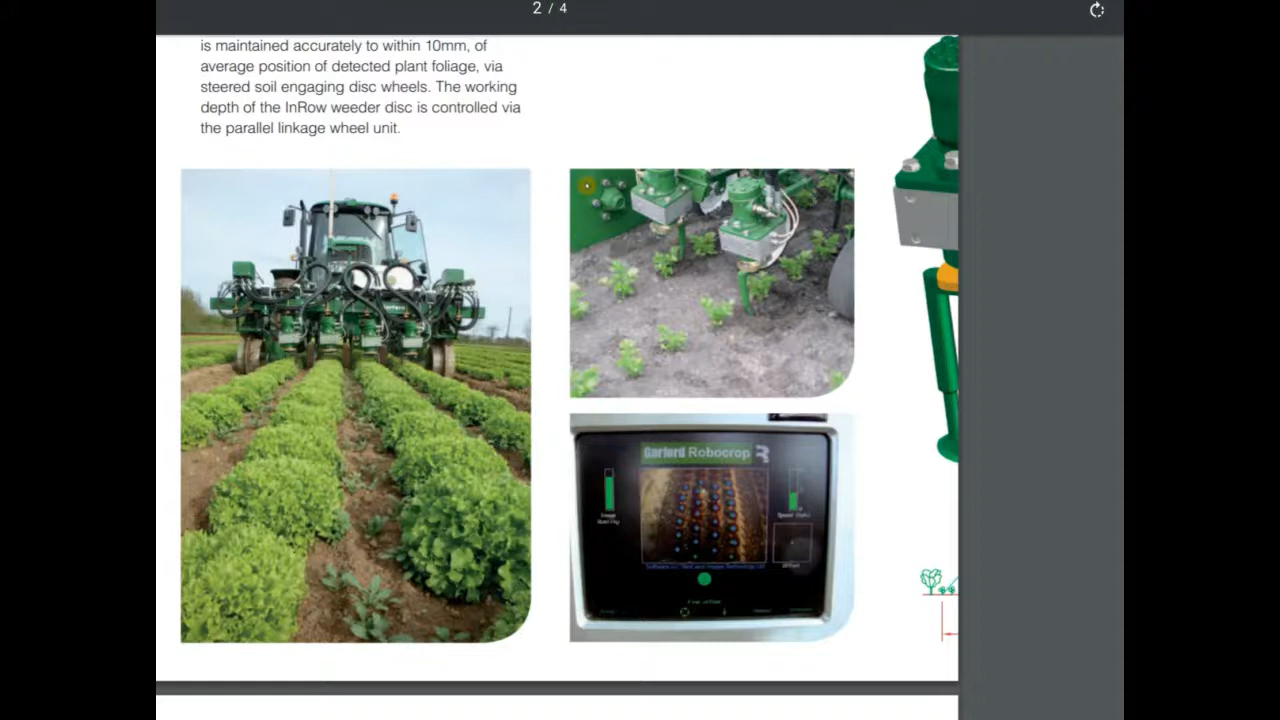 2 / 4
is maintained accurately to within 10mm, of
average position of detected plant foliage, via
steered soil engaging disc wheels. The working
depth of the InRow weeder disc is controlled via
the parallel linkage wheel unit.
Garford Robocrop